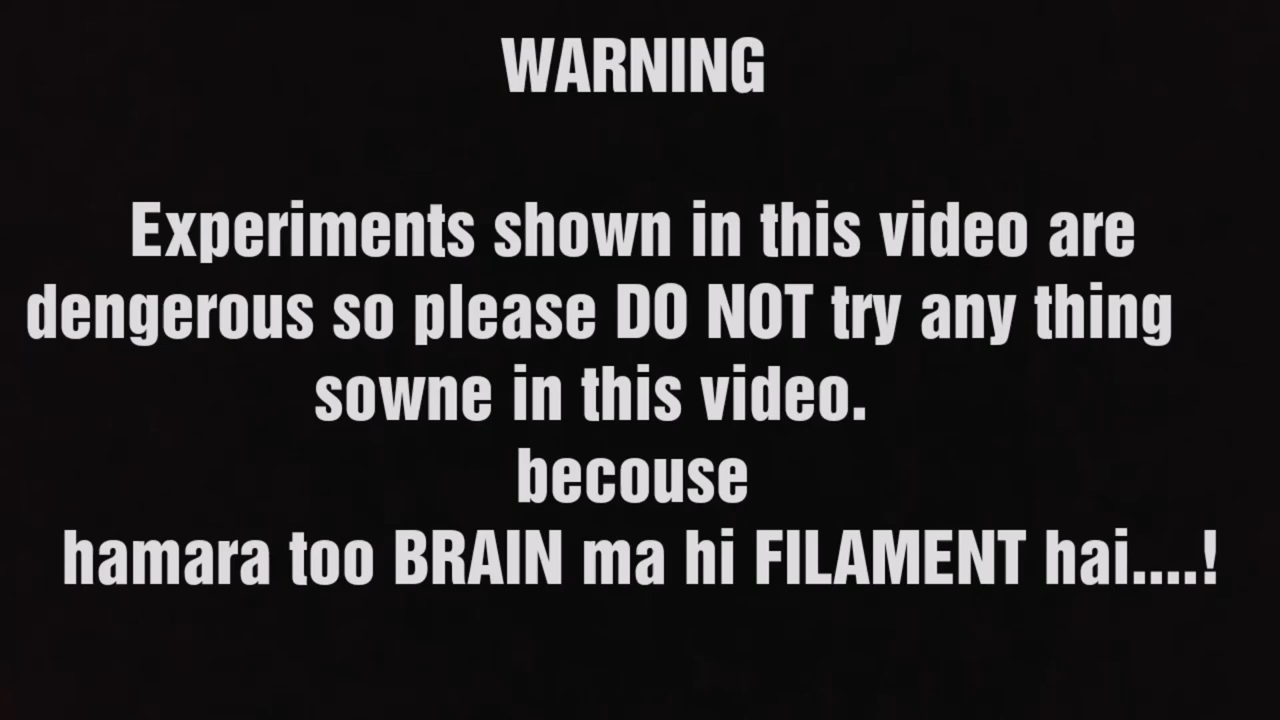 WARNING
Experiments shown in this video are
dengerous so please DO NOT try any thing
sowne in this video.
becouse
hamara too BRAIN ma hi FILAMENT hai....!